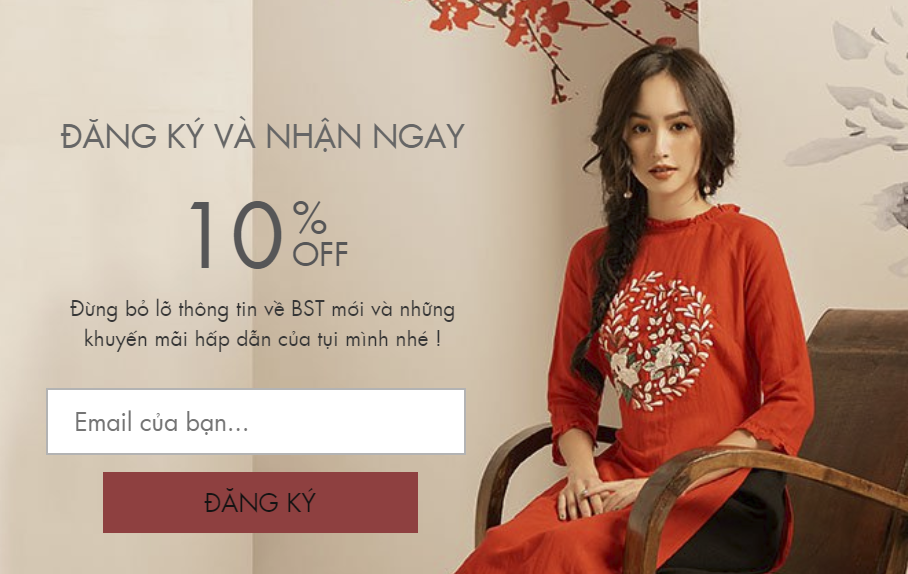 ĐĂNG KÝ VÀ NHẬN NGAY
10% OFF
Đừng bỏ lỡ thông tin về BST mới và những
khuyến mãi hấp dẫn của tụi mình nhé !
Email của bạn...
ĐĂNG KÝ